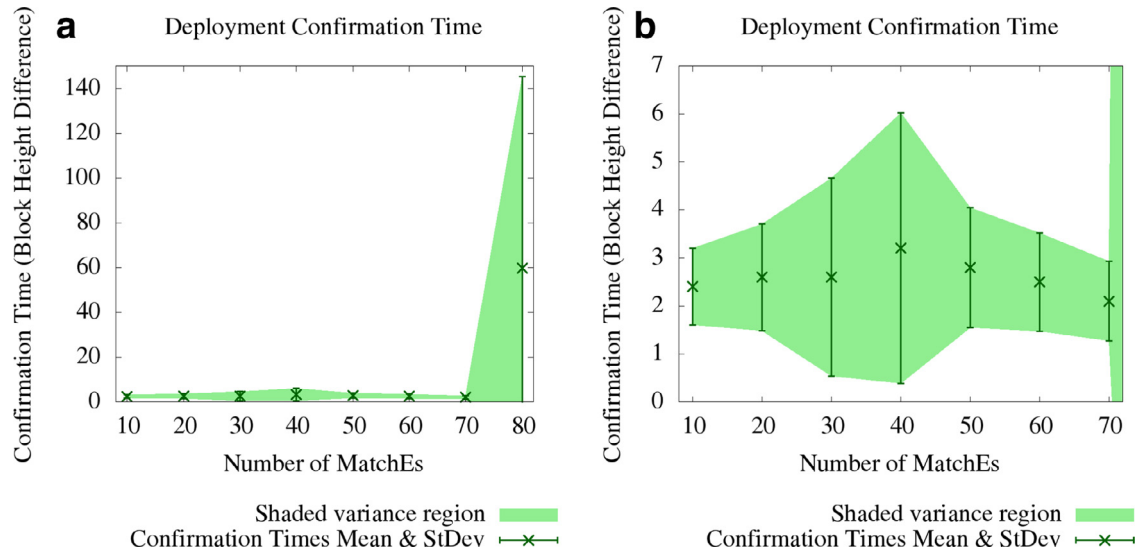 a
Deployment Confirmation Time
Confirmation Time (Block Height Difference)
140
120
100
80
60
40
20
0
10 20 30 40 50 60 70 80
Number of MatchEs
Shaded variance region
Confirmation Times Mean & StDev
b
Deployment Confirmation Time
Confirmation Time (Block Height Difference)
7
6
5
4
3
2
1
0
10 20 30 40 50 60 70
Number of MatchEs
Shaded variance region
Confirmation Times Mean & StDev